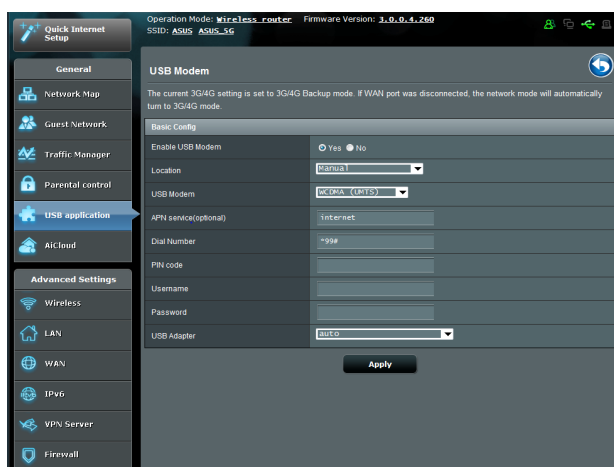 Quick Internet
Setup
Operation Mode: Wireless router Firmware Version: 3.0.0.4.260
SSID: ASUS ASUS_5G
General
Network Map
Guest Network
Traffic Manager
Parental control
USB application
AiCloud
Advanced Settings
Wireless
LAN
WAN
IPv6
VPN Server
Firewall
USB Modem
The current 3G/4G setting is set to 3G/4G Backup mode. If WAN port was disconnected, the network mode will automatically
turn to 3G/4G mode.
Basic Config
Enable USB Modem Yes No
Location Manual
USB Modem WCDMA (UMTS)
APN service(optional) internet
Dial Number *99#
PIN code
Username
Password
USB Adapter auto
Apply